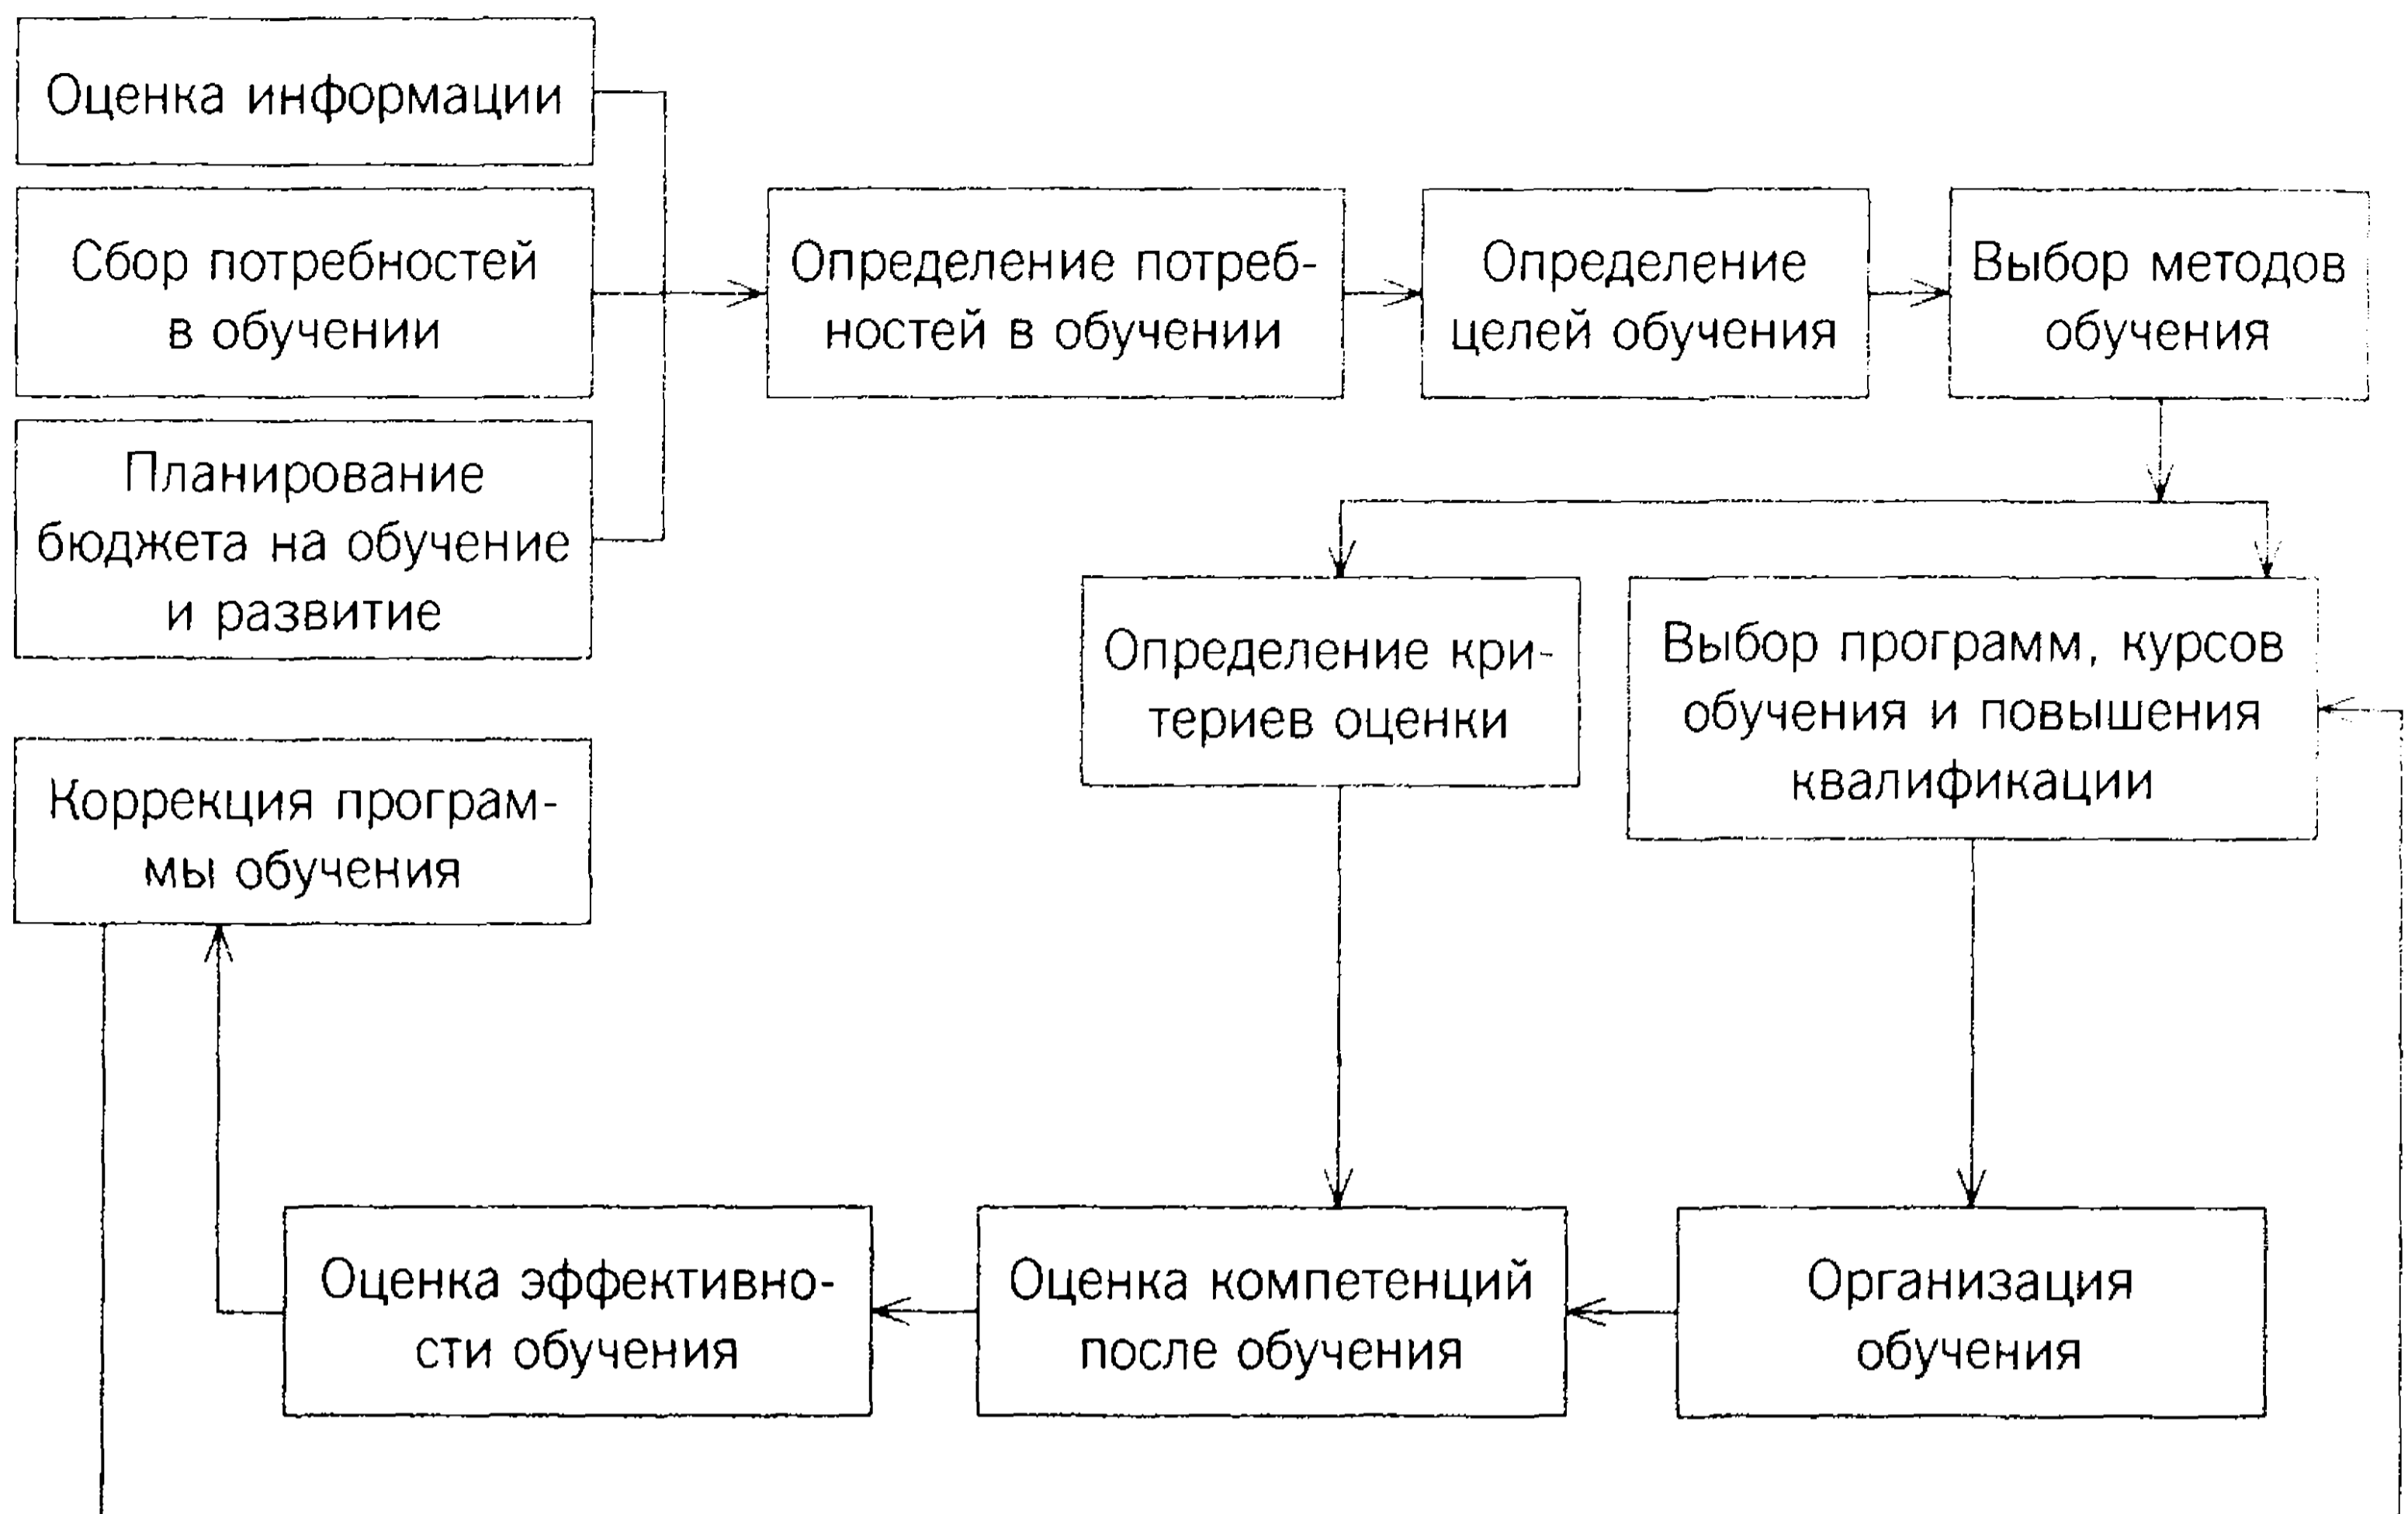 Оценка информации
Сбор потребностей
в обучении
Планирование
бюджета на обучение
и развитие
Определение потреб-
ностей в обучении
Определение
целей обучения
Выбор методов
обучения
Определение кри-
териев оценки
Выбор программ, курсов
обучения и повышения
квалификации
Коррекция програм-
мы обучения
Оценка эффективно-
сти обучения
Оценка компетенций
после обучения
Организация
обучения